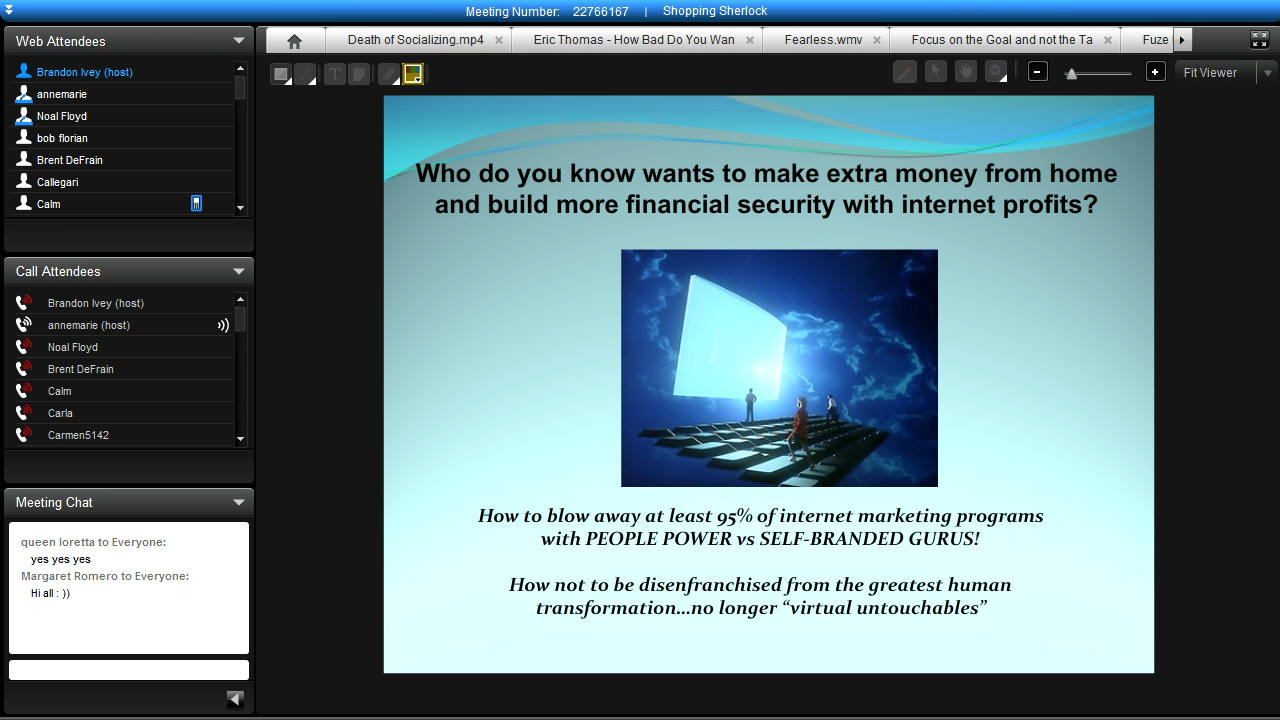 Meeting Number: 22766167 | Shopping Sherlock
Web Attendees
Brandon Ivey (host)
annemarie
Noal Floyd
bob florian
Brent DeFrain
Callegari
Calm
Call Attendees
Brandon Ivey (host)
annemarie (host)
Noal Floyd
Brent DeFrain
Calm
Carla
Carmen5142
Meeting Chat
queen loretta to Everyone:
yes yes yes
Margaret Romero to Everyone:
Hi all : ))
Death of Socializing.mp4
Eric Thomas - How Bad Do You Wan
Fearless.wmv
Focus on the Goal and not the Ta
Fuze
T
Fit Viewer
Who do you know wants to make extra money from home
and build more financial security with internet profits?
How to blow away at least 95% of internet marketing programs
with PEOPLE POWER vs SELF-BRANDED GURUS!
How not to be disenfranchised from the greatest human
transformation...no longer “virtual untouchables”